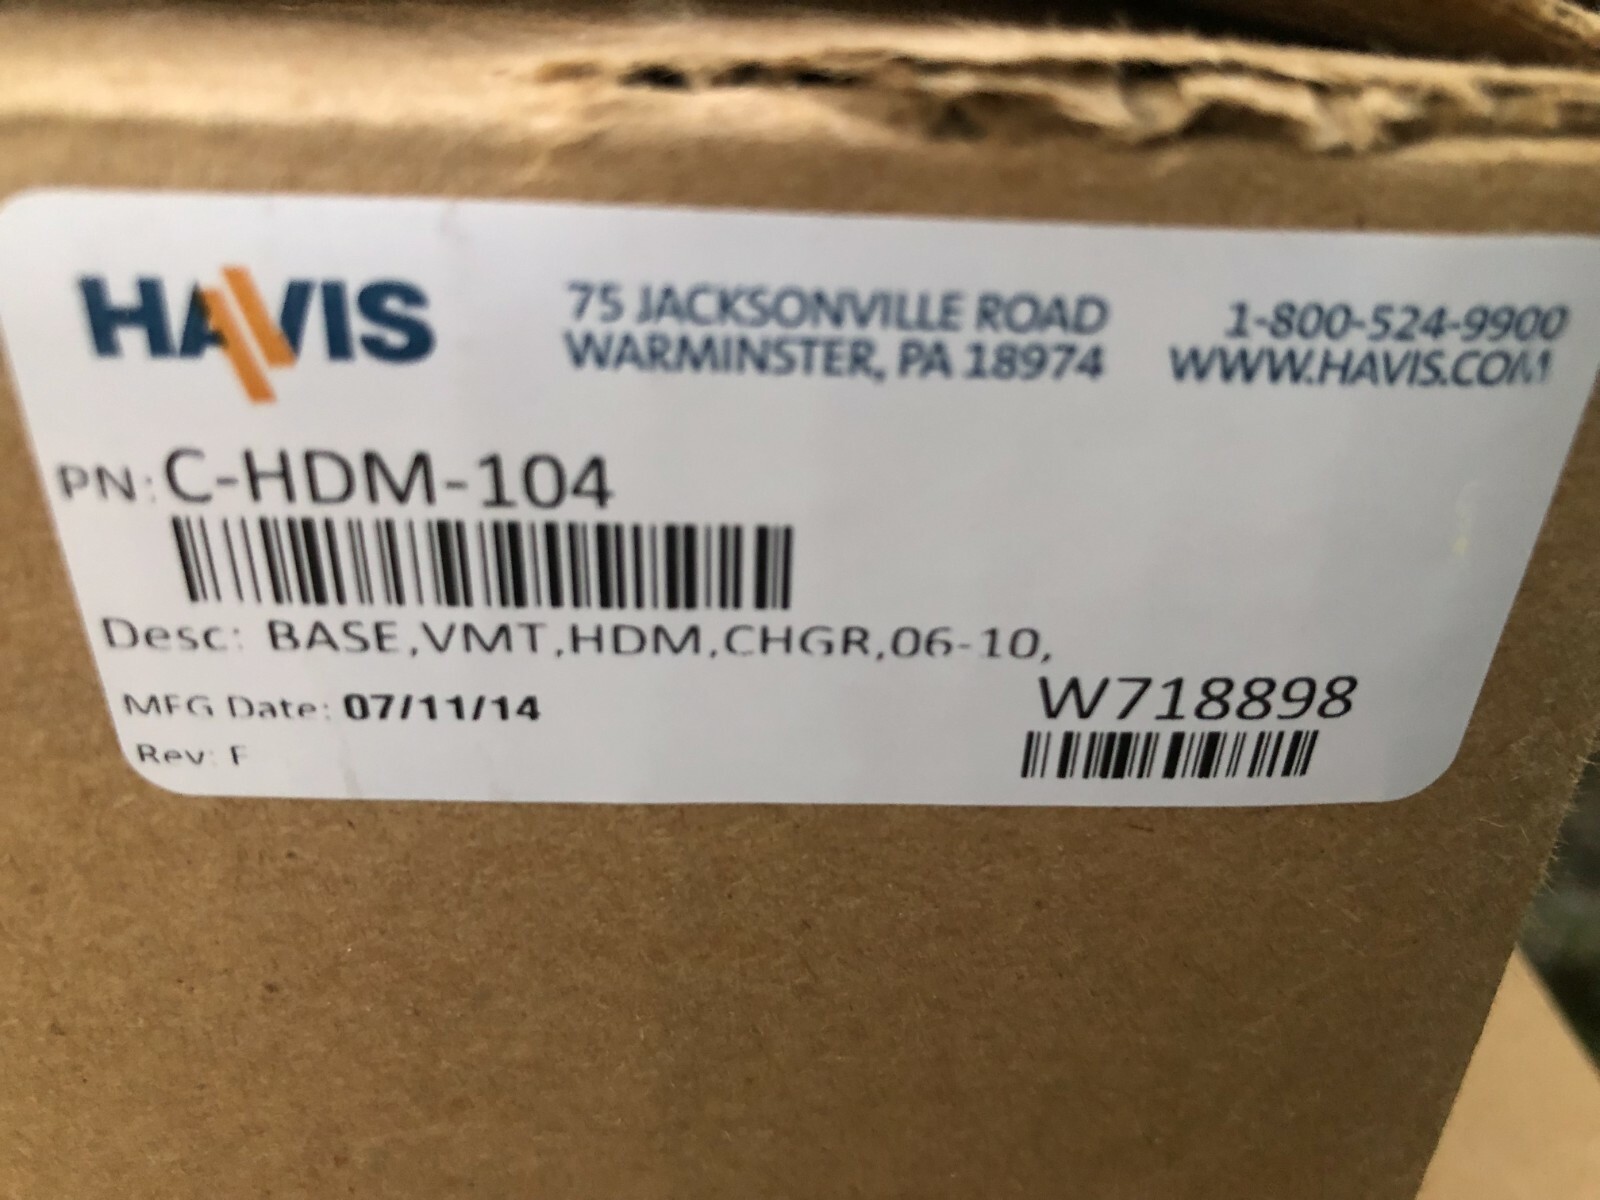 HAVIS
75 JACKSONVILLE ROAD
WARMINSTER, PA 18974
1-800-524-9900
WWW.HAVIS.COM
PN: C-HDM-104
Desc: BASE,VMT,HDM,CHGR,06-10,
MFG Date: 07/11/14
Rev: F
W718898